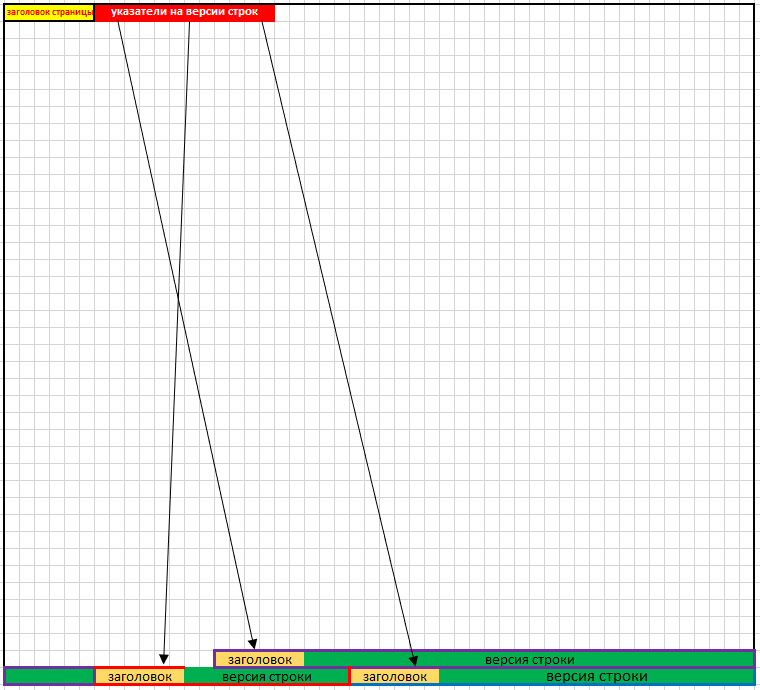 заголовок страницы указатели на версии строк
заголовок версия строки
заголовок версия строки заголовок версия строки